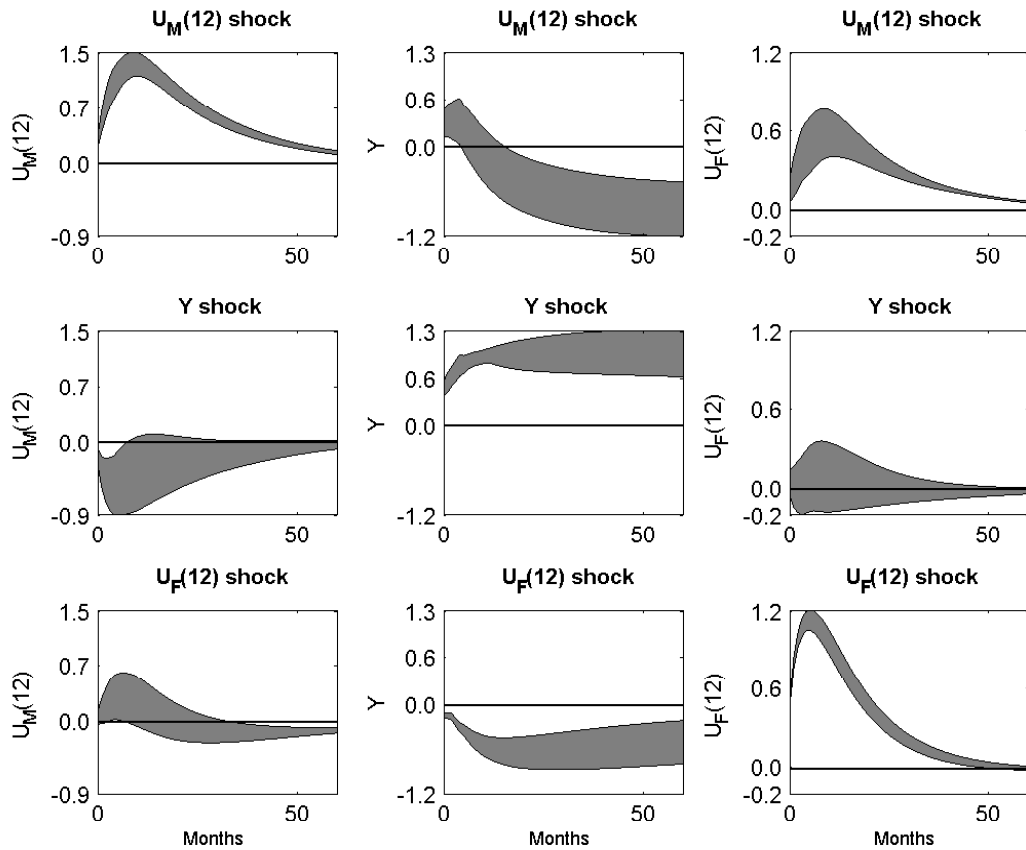 U_M(12) shock
U_M(12) shock
U_M(12) shock
U_M(12)
1.5
0.7
0.0
-0.9
0
50
Y
1.3
0.6
0.0
-1.2
0
50
U_F(12)
1.2
0.6
0.0
-0.2
0
50
Y shock
Y shock
Y shock
U_M(12)
1.5
0.7
0.0
-0.9
0
50
Y
1.3
0.6
0.0
-1.2
0
50
U_F(12)
1.2
0.6
0.0
-0.2
0
50
U_F(12) shock
U_F(12) shock
U_F(12) shock
U_M(12)
1.5
0.7
0.0
-0.9
0
50
Months
Y
1.3
0.6
0.0
-1.2
0
50
Months
U_F(12)
1.2
0.6
0.0
-0.2
0
50
Months